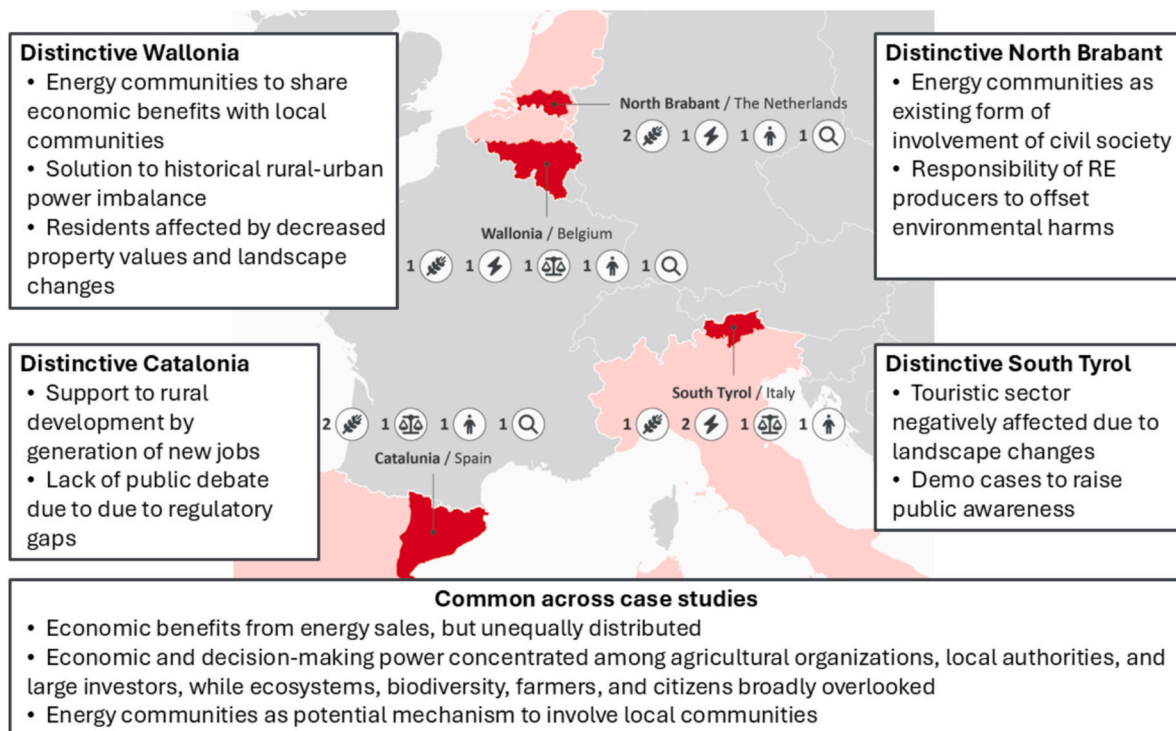 Distinctive Wallonia
• Energy communities to share
economic benefits with local
communities
• Solution to historical rural-urban
power imbalance
• Residents affected by decreased
property values and landscape
changes
Distinctive North Brabant
• Energy communities as
existing form of
involvement of civil society
• Responsibility of RE
producers to offset
environmental harms
North Brabant / The Netherlands
2 1 1 1
Wallonia / Belgium
1 1 1 1 1
Distinctive Catalonia
• Support to rural
development by
generation of new jobs
• Lack of public debate
due to due to regulatory
gaps
2 1 1 1
Catalunia / Spain
South Tyrol / Italy
1 2 1 1
Distinctive South Tyrol
• Touristic sector
negatively affected due to
landscape changes
• Demo cases to raise
public awareness
Common across case studies
• Economic benefits from energy sales, but unequally distributed
• Economic and decision-making power concentrated among agricultural organizations, local authorities, and
large investors, while ecosystems, biodiversity, farmers, and citizens broadly overlooked
• Energy communities as potential mechanism to involve local communities